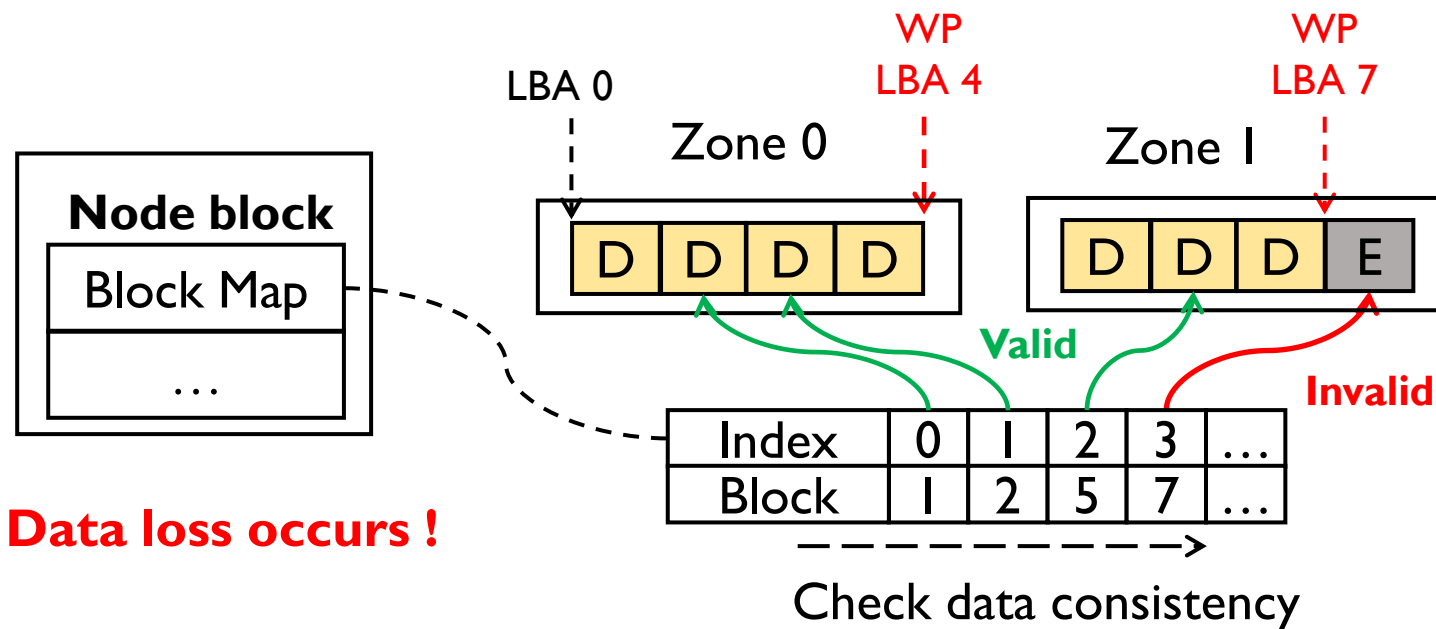 WP WP
LBA 0 LBA 4 LBA 7
Zone 0 Zone 1
Node block
Block Map
…
D D D D D D D E
Valid
Invalid
Index 0 1 2 3 …
Block 1 2 5 7 …
Data loss occurs !
Check data consistency